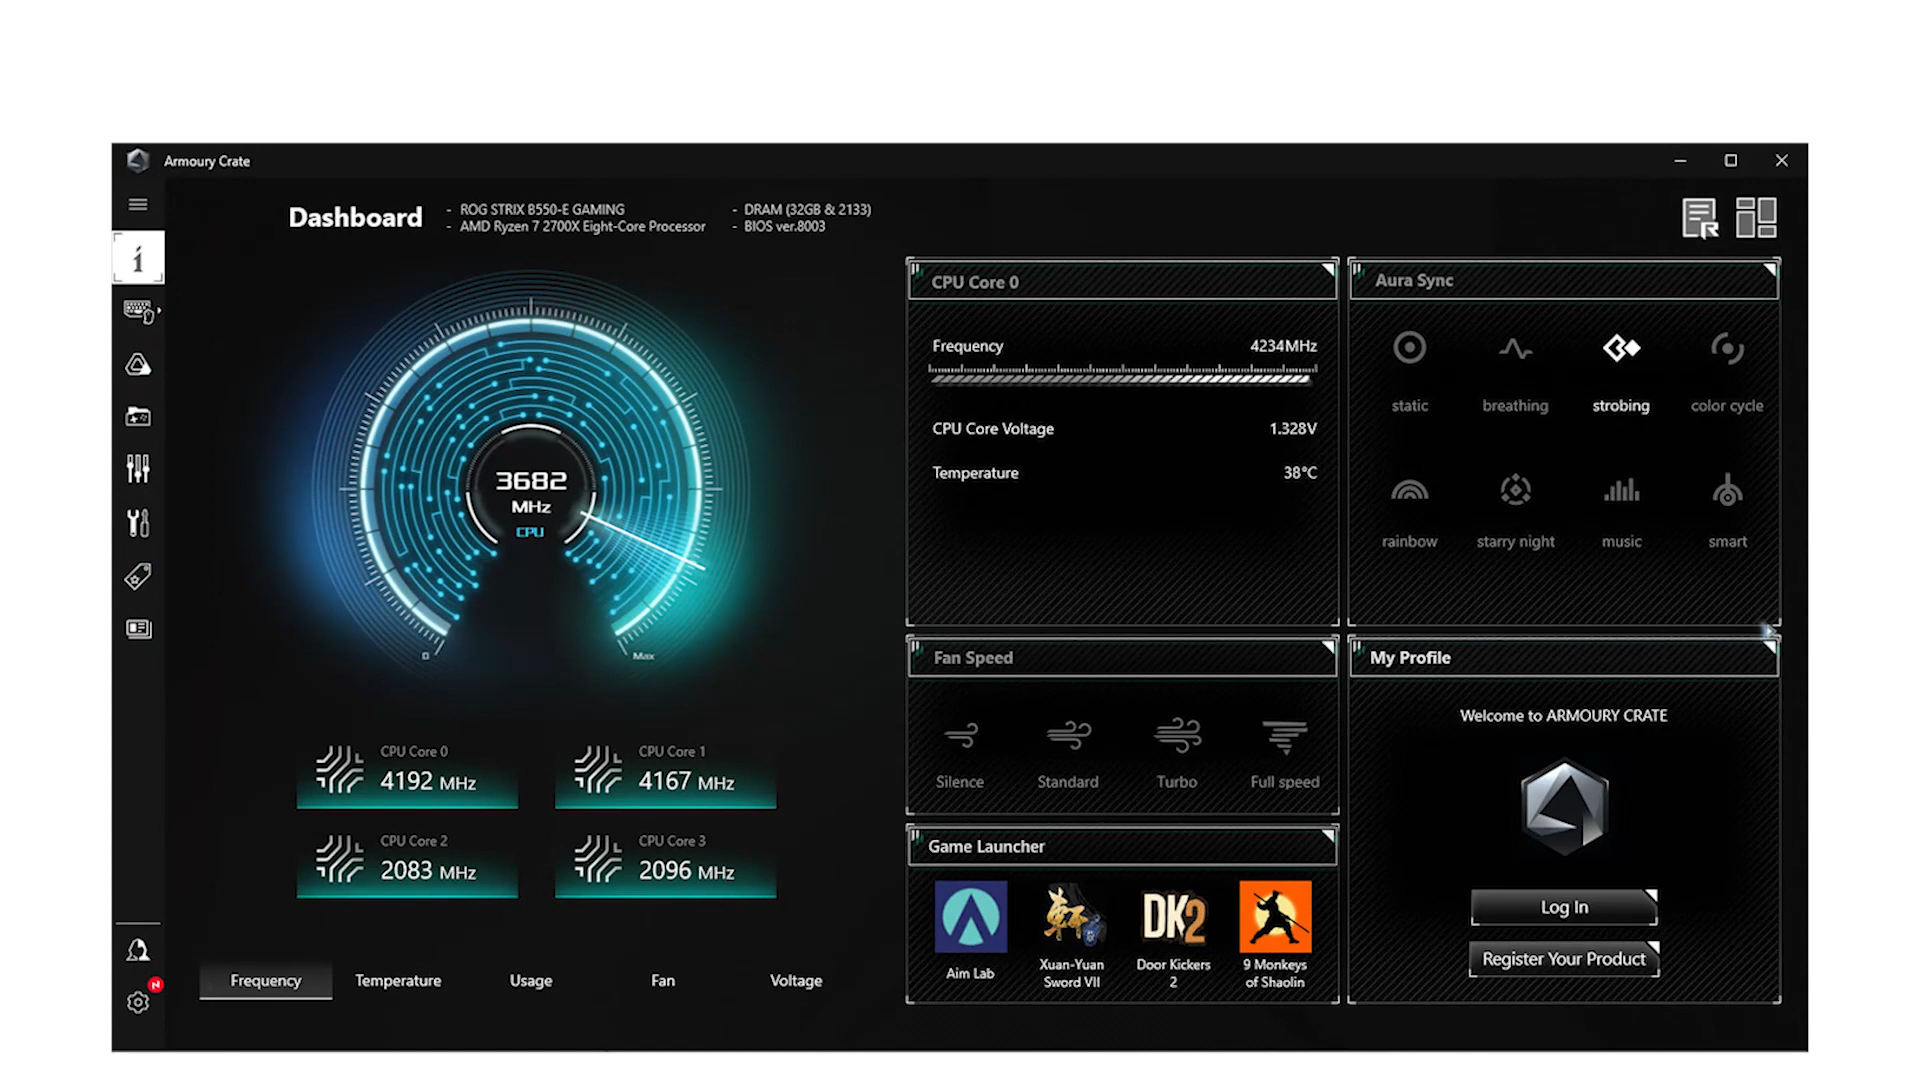 Armoury Crate
Dashboard
- ROG STRIX B550-E GAMING
- AMD Ryzen 7 2700X Eight-Core Processor
- DRAM (32GB & 2133)
- BIOS ver.8003
3682
MHz
CPU
0
Max
CPU Core 0
4192 MHz
CPU Core 1
4167 MHz
CPU Core 2
2083 MHz
CPU Core 3
2096 MHz
Frequency
Temperature
Usage
Fan
Voltage
N
CPU Core 0
Frequency 4234MHz
CPU Core Voltage 1.328V
Temperature 38°C
Aura Sync
static
breathing
strobing
color cycle
rainbow
starry night
music
smart
Fan Speed
Silence
Standard
Turbo
Full speed
Game Launcher
軒
DK2
Aim Lab
Xuan-Yuan
Sword VII
Door Kickers
2
9 Monkeys
of Shaolin
My Profile
Welcome to ARMOURY CRATE
Log In
Register Your Product